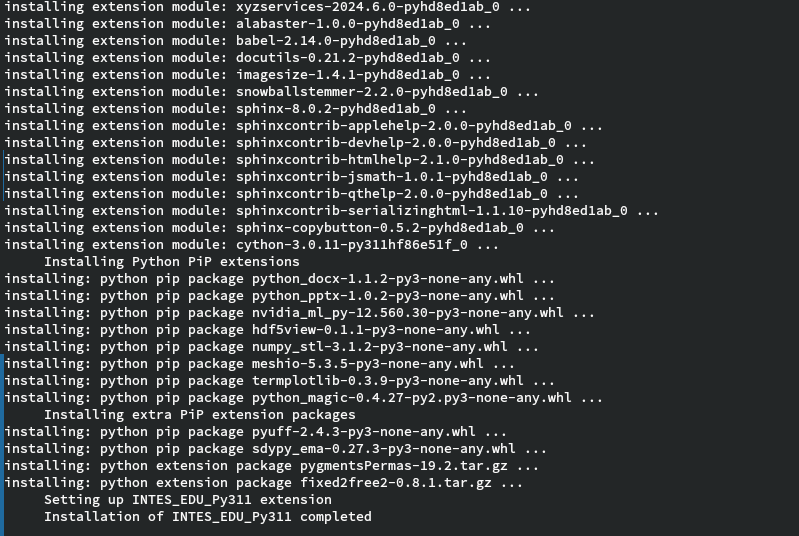 installing extension module: xyzservices-2024.6.0-pyhd8ed1ab_0 ...
installing extension module: alabaster-1.0.0-pyhd8ed1ab_0 ...
installing extension module: babel-2.14.0-pyhd8ed1ab_0 ...
installing extension module: docutils-0.21.2-pyhd8ed1ab_0 ...
installing extension module: imagesize-1.4.1-pyhd8ed1ab_0 ...
installing extension module: snowballstemmer-2.2.0-pyhd8ed1ab_0 ...
installing extension module: sphinx-8.0.2-pyhd8ed1ab_0 ...
installing extension module: sphinxcontrib-applehelp-2.0.0-pyhd8ed1ab_0 ...
installing extension module: sphinxcontrib-devhelp-2.0.0-pyhd8ed1ab_0 ...
installing extension module: sphinxcontrib-htmlhelp-2.1.0-pyhd8ed1ab_0 ...
installing extension module: sphinxcontrib-jsmath-1.0.1-pyhd8ed1ab_0 ...
installing extension module: sphinxcontrib-qthelp-2.0.0-pyhd8ed1ab_0 ...
installing extension module: sphinxcontrib-serializinghtml-1.1.10-pyhd8ed1ab_0 ...
installing extension module: sphinx-copybutton-0.5.2-pyhd8ed1ab_0 ...
installing extension module: cython-3.0.11-py311hf86e51f_0 ...
Installing Python PiP extensions
installing: python pip package python_docx-1.1.2-py3-none-any.whl ...
installing: python pip package python_pptx-1.0.2-py3-none-any.whl ...
installing: python pip package nvidia_ml_py-12.560.30-py3-none-any.whl ...
installing: python pip package hdf5view-0.1.1-py3-none-any.whl ...
installing: python pip package numpy_stl-3.1.2-py3-none-any.whl ...
installing: python pip package meshio-5.3.5-py3-none-any.whl ...
installing: python pip package termplotlib-0.3.9-py3-none-any.whl ...
installing: python pip package python_magic-0.4.27-py2.py3-none-any.whl ...
Installing extra PiP extension packages
installing: python pip package pyuff-2.4.3-py3-none-any.whl ...
installing: python pip package sdypy_ema-0.27.3-py3-none-any.whl ...
installing: python extension package pygmentsPermas-19.2.tar.gz ...
installing: python extension package fixed2free2-0.8.1.tar.gz ...
Setting up INTES_EDU_Py311 extension
Installation of INTES_EDU_Py311 completed